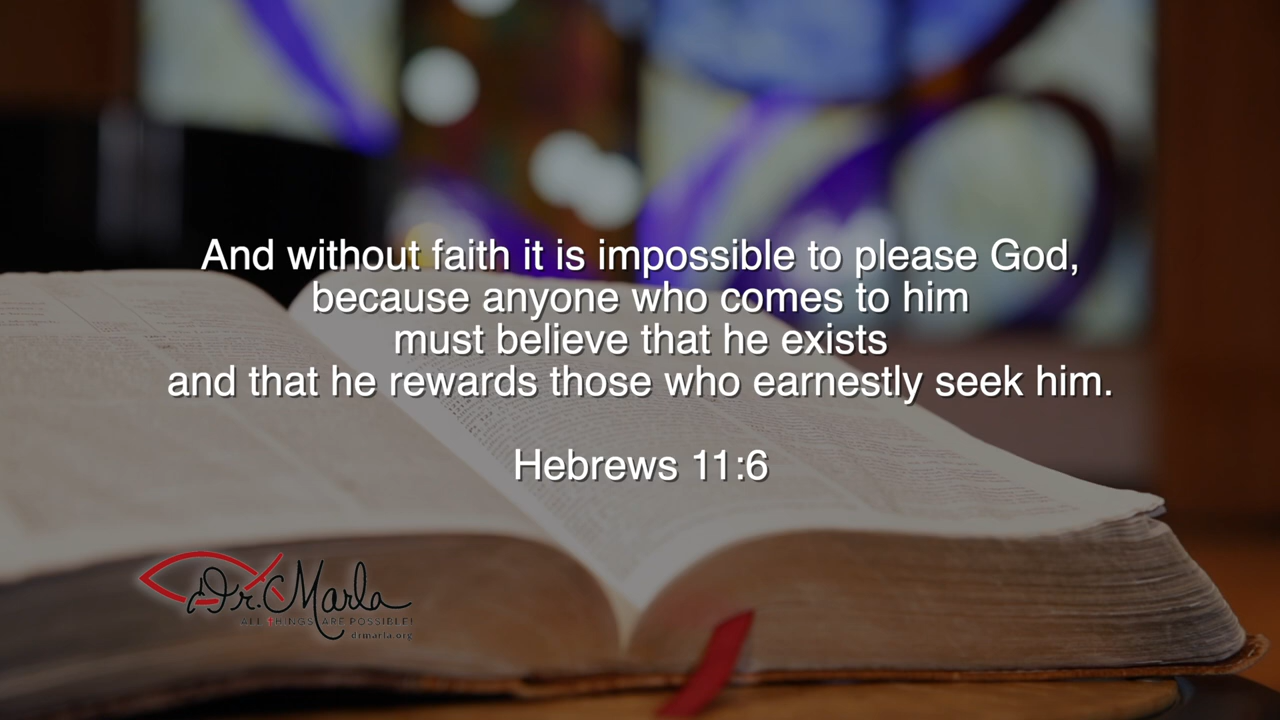 And without faith it is impossible to please God,
because anyone who comes to him
must believe that he exists
and that he rewards those who earnestly seek him.
Hebrews 11:6
Dr. Marla
ALL THINGS ARE POSSIBLE!
drmarla.org